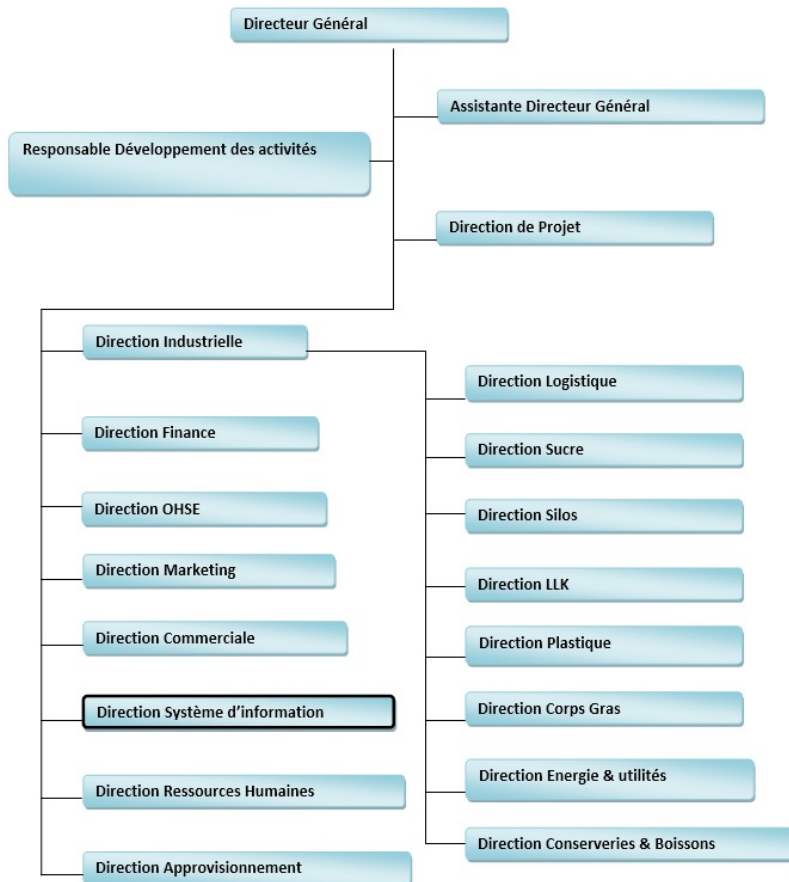 Directeur Général
Assistante Directeur Général
Responsable Développement des activités
Direction de Projet
Direction Industrielle
Direction Finance
Direction OHSE
Direction Marketing
Direction Commerciale
Direction Système d’information
Direction Ressources Humaines
Direction Approvisionnement
Direction Logistique
Direction Sucre
Direction Silos
Direction LLK
Direction Plastique
Direction Corps Gras
Direction Energie & utilités
Direction Conserveries & Boissons